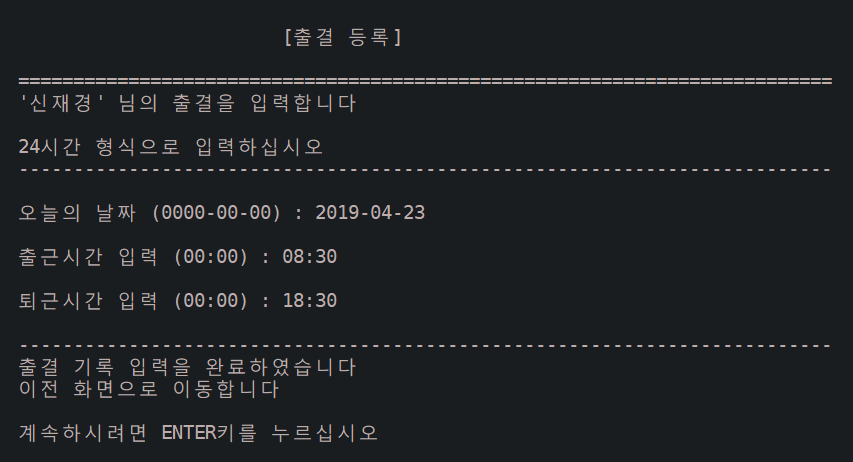 [출결 등록]
==========================================================================
'신재경' 님의 출결을 입력합니다
24시간 형식으로 입력하십시오
--------------------------------------------------------------------------
오늘의 날짜 (0000-00-00) : 2019-04-23
출근시간 입력 (00:00) : 08:30
퇴근시간 입력 (00:00) : 18:30
--------------------------------------------------------------------------
출결 기록 입력을 완료하였습니다
이전 화면으로 이동합니다
계속하시려면 ENTER키를 누르십시오